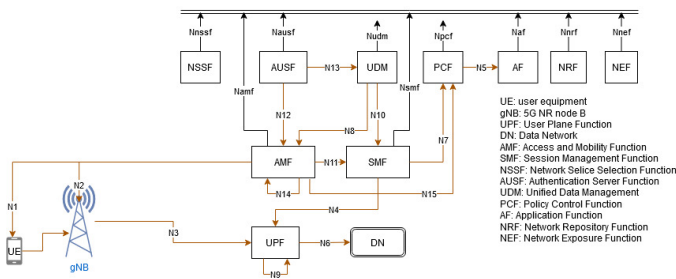 Nnssf
Nausf
Nudm
Npcf
Naf
Nnrf
Nnef
NSSF
AUSF
N13
UDM
PCF
N5
AF
NRF
NEF
Namf
Nsmf
N12
N10
N8
N7
AMF
N11
SMF
N14
N15
N2
N1
N4
N3
UE
gNB
UPF
N6
DN
N9
UE: user equipment
gNB: 5G NR node B
UPF: User Plane Function
DN: Data Network
AMF: Access and Mobility Function
SMF: Session Management Function
NSSF: Network Selice Selection Function
AUSF: Authentication Server Function
UDM: Unified Data Management
PCF: Policy Control Function
AF: Application Function
NRF: Network Repository Function
NEF: Network Exposure Function